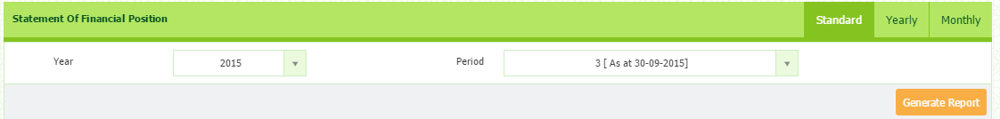 Statement Of Financial Position Standard Yearly Monthly
Year 2015 Period 3 [ As at 30-09-2015]
Generate Report